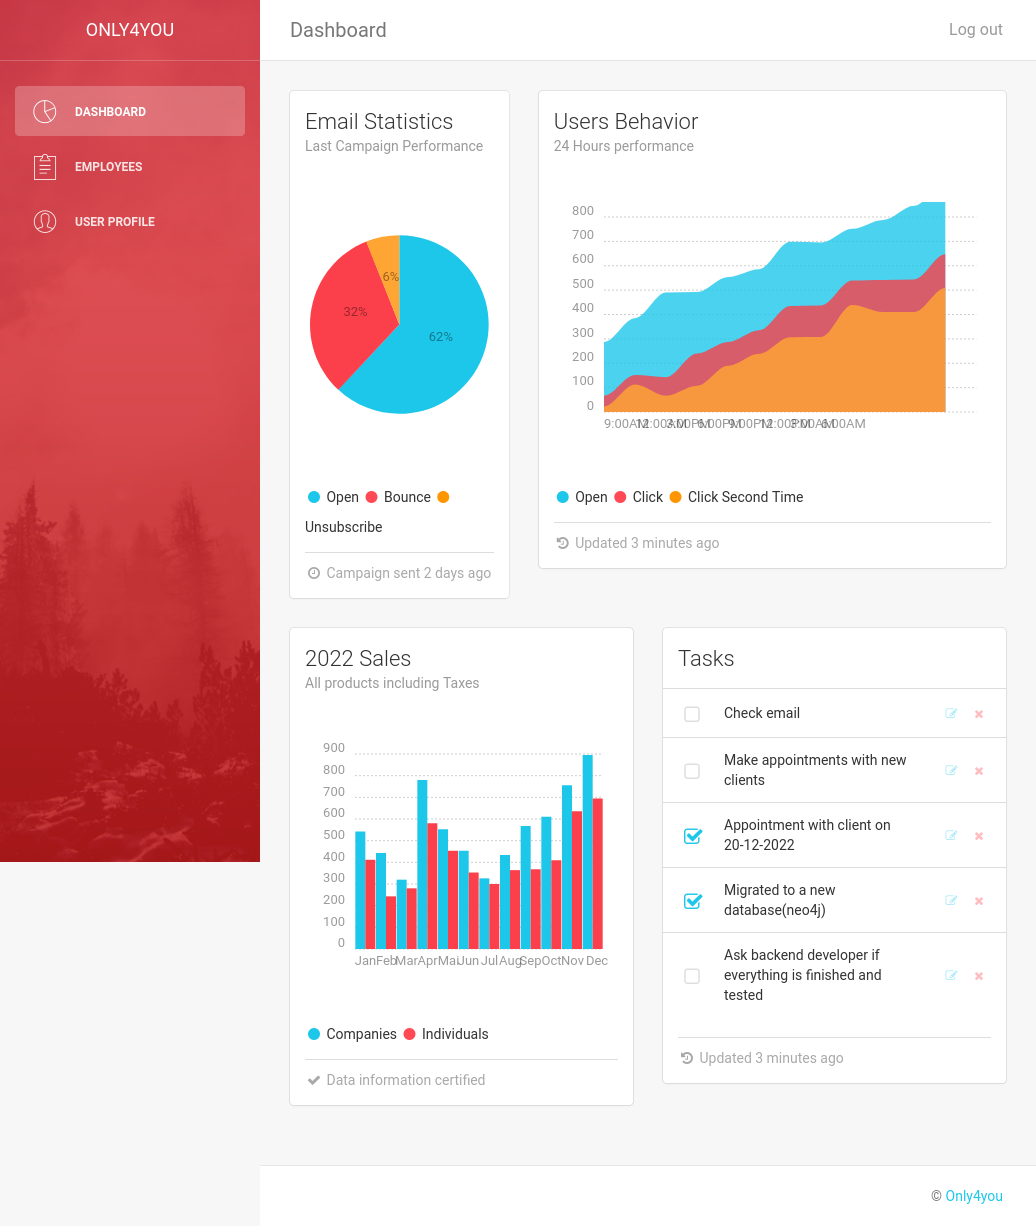 ONLY4YOU
Dashboard
Log out
DASHBOARD
EMPLOYEES
USER PROFILE
Email Statistics
Last Campaign Performance
6%
32%
62%
Open Bounce
Unsubscribe
Campaign sent 2 days ago
Users Behavior
24 Hours performance
800
700
600
500
400
300
200
100
0
9:00AM 12:00AM 3:00PM 6:00PM 9:00PM 12:00PM 3:00AM 6:00AM
Open Click Click Second Time
Updated 3 minutes ago
2022 Sales
All products including Taxes
900
800
700
600
500
400
300
200
100
0
Jan Feb Mar Apr Mai Jun Jul Aug Sep Oct Nov Dec
Companies Individuals
Data information certified
Tasks
Check email
Make appointments with new
clients
Appointment with client on
20-12-2022
Migrated to a new
database(neo4j)
Ask backend developer if
everything is finished and
tested
Updated 3 minutes ago
© Only4you